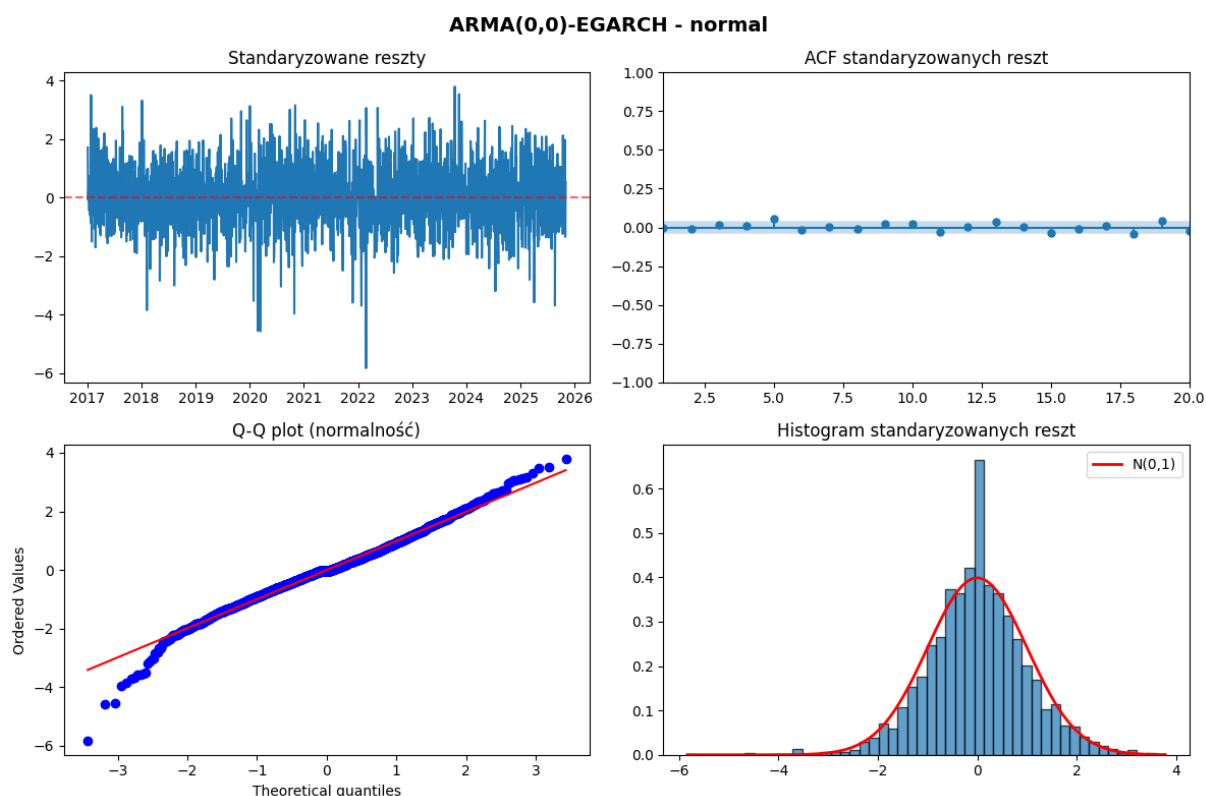 ARMA(0,0)-EGARCH - normal
Standaryzowane reszty
4
2
0
−2
−4
−6
2017 2018 2019 2020 2021 2022 2023 2024 2025 2026
ACF standaryzowanych reszt
1.00
0.75
0.50
0.25
0.00
−0.25
−0.50
−0.75
−1.00
2.5 5.0 7.5 10.0 12.5 15.0 17.5 20.0
Q-Q plot (normalność)
Ordered Values
4
2
0
−2
−4
−6
−3 −2 −1 0 1 2 3
Theoretical quantiles
Histogram standaryzowanych reszt
N(0,1)
0.6
0.5
0.4
0.3
0.2
0.1
0.0
−6 −4 −2 0 2 4